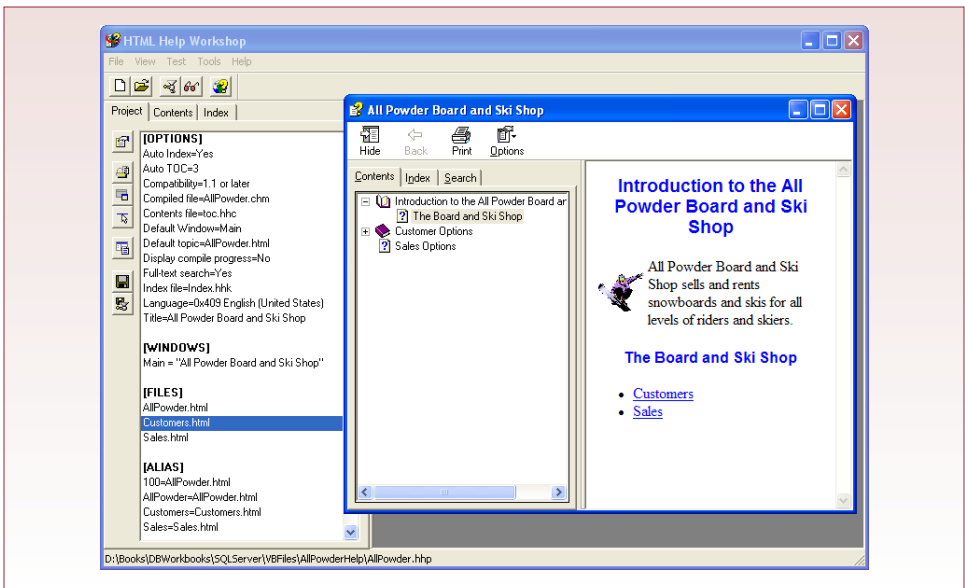 HTML Help Workshop
File View Test Tools Help
Project Contents Index
[OPTIONS]
Auto Index=Yes
Auto TOC=3
Compatibility=1.1 or later
Compiled file=AllPowder.chm
Contents file=toc.hhc
Default Window=Main
Default topic=AllPowder.html
Display compile progress=No
Full-text search=Yes
Index file=Index.hhk
Language=0x409 English (United States)
Title=All Powder Board and Ski Shop
[WINDOWS]
Main = "All Powder Board and Ski Shop"
[FILES]
AllPowder.html
Customers.html
Sales.html
[ALIAS]
100=AllPowder.html
AllPowder=AllPowder.html
Customers=Customers.html
Sales=Sales.html
D:\Books\DBWorkbooks\SQLServer\VBFiles\AllPowderHelp\AllPowder.hhp
All Powder Board and Ski Shop
Hide Back Print Options
Contents Index Search
Introduction to the All Powder Board ar
The Board and Ski Shop
Customer Options
Sales Options
Introduction to the All
Powder Board and Ski
Shop
All Powder Board and Ski
Shop sells and rents
snowboards and skis for all
levels of riders and skiers.
The Board and Ski Shop
• Customers
• Sales